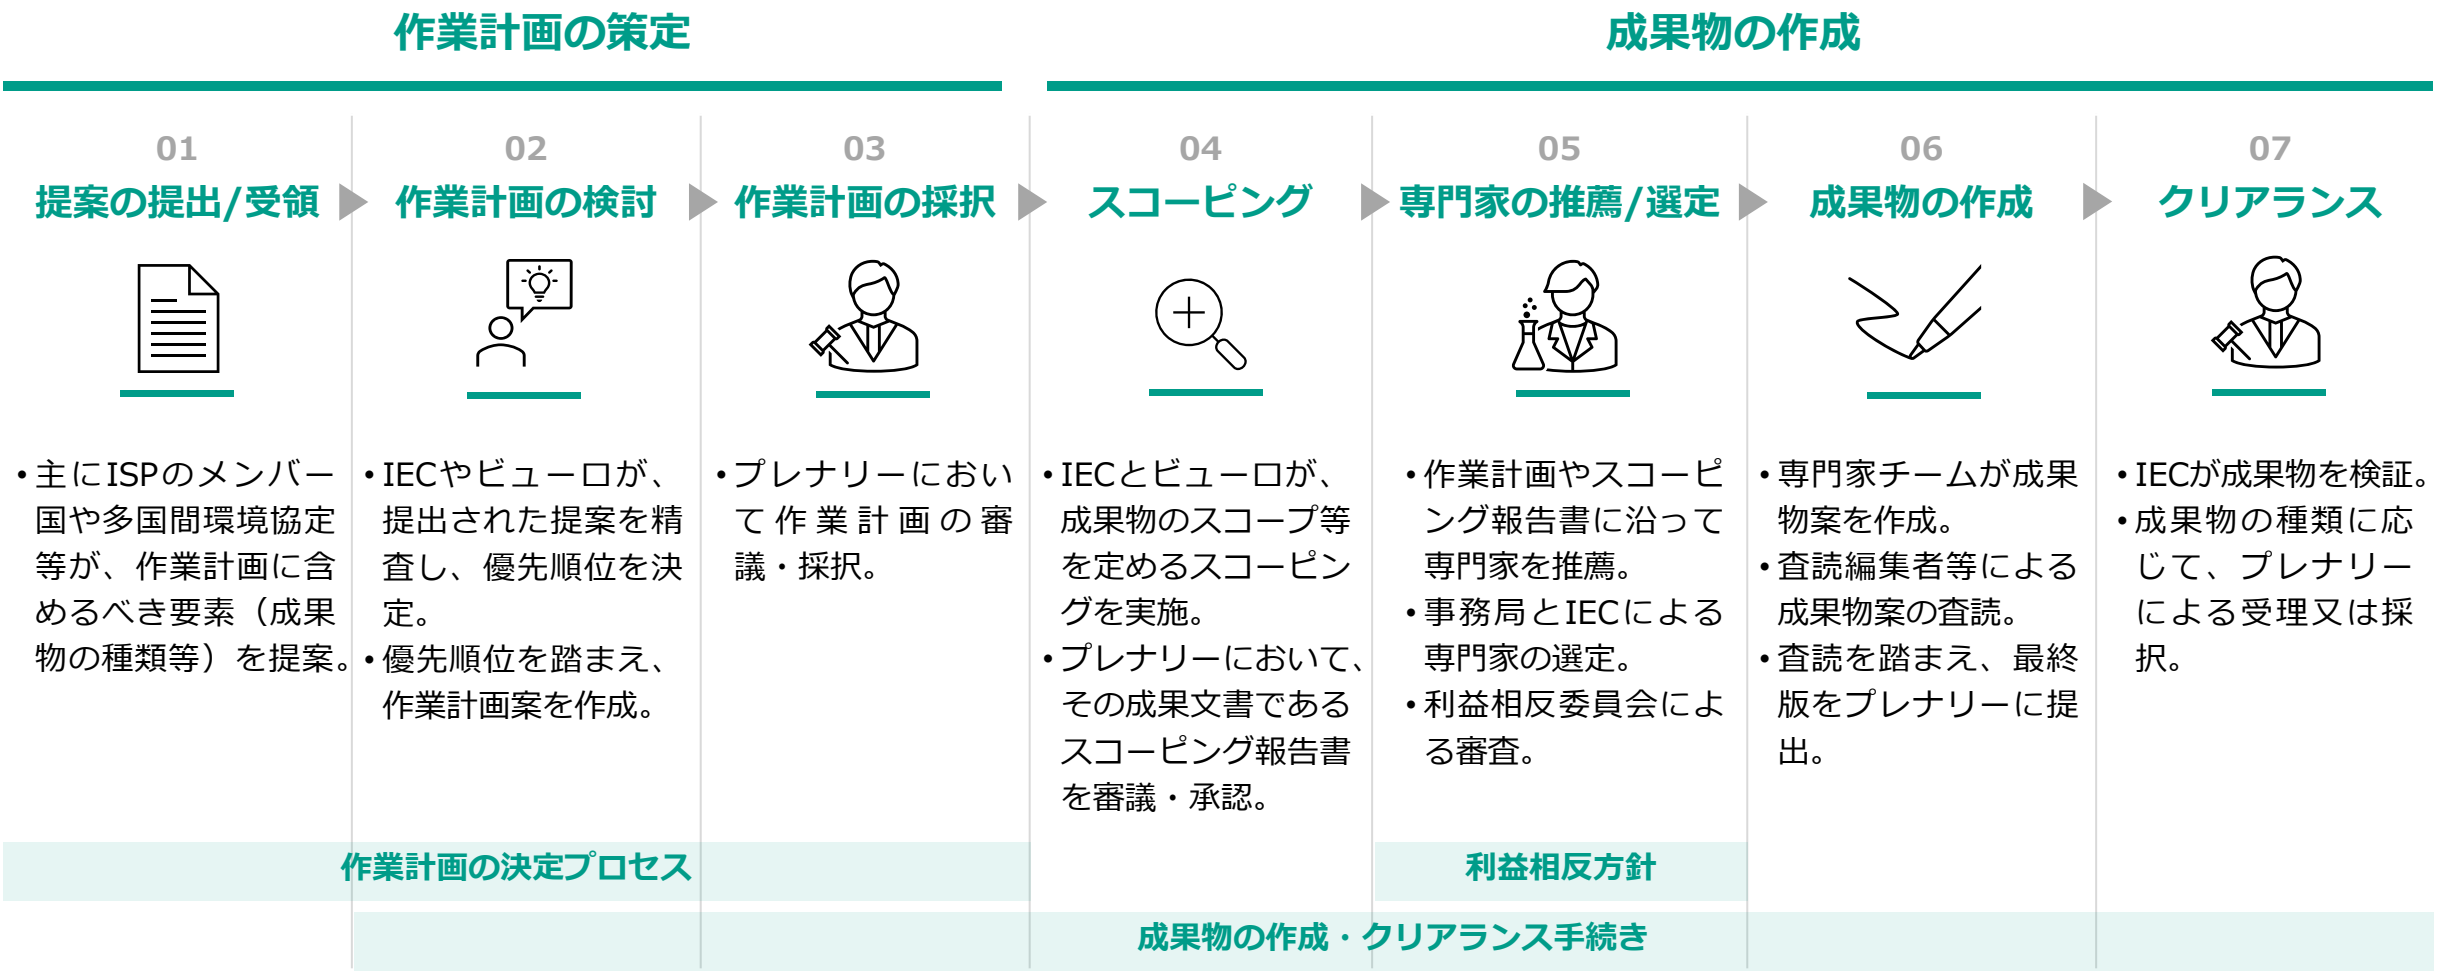 作業計画の策定
成果物の作成
01
提案の提出/受領
02
作業計画の検討
03
作業計画の採択
04
スコーピング
05
専門家の推薦/選定
06
成果物の作成
07
クリアランス
•主にISPのメンバー
国や多国間環境協定
等が、作業計画に含
めるべき要素（成果
物の種類等）を提案。
•IECやビューロが、
提出された提案を精
査し、優先順位を決
定。
•優先順位を踏まえ、
作業計画案を作成。
•プレナリーにおい
て作業計画の審
議・採択。
•IECとビューロが、
成果物のスコープ等
を定めるスコーピン
グを実施。
•プレナリーにおいて、
その成果文書である
スコーピング報告書
を審議・承認。
•作業計画やスコーピ
ング報告書に沿って
専門家を推薦。
•事務局とIECによる
専門家の選定。
•利益相反委員会によ
る審査。
•専門家チームが成果
物案を作成。
•査読編集者等による
成果物案の査読。
•査読を踏まえ、最終
版をプレナリーに提
出。
•IECが成果物を検証。
•成果物の種類に応
じて、プレナリー
による受理又は採
択。
作業計画の決定プロセス
利益相反方針
成果物の作成・クリアランス手続き